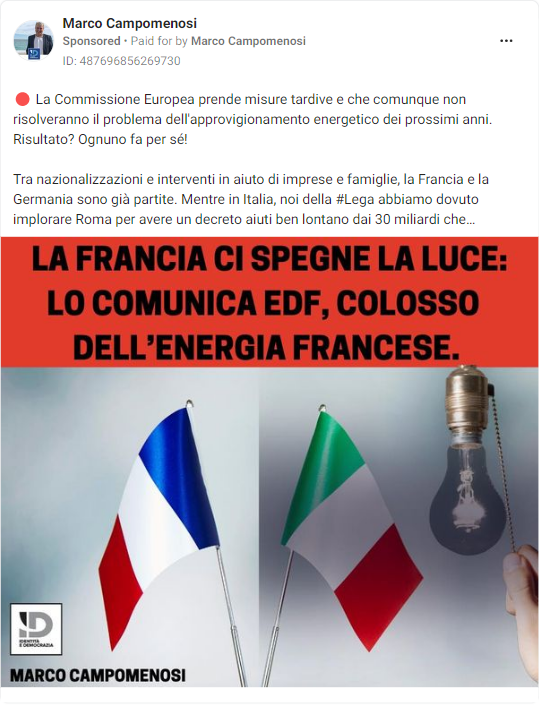 Marco Campomenosi
Sponsored • Paid for by Marco Campomenosi
ID: 487696856269730
🔴 La Commissione Europea prende misure tardive e che comunque non
risolveranno il problema dell'approvigionamento energetico dei prossimi anni.
Risultato? Ognuno fa per sé!
Tra nazionalizzazioni e interventi in aiuto di imprese e famiglie, la Francia e la
Germania sono già partite. Mentre in Italia, noi della #Lega abbiamo dovuto
implorare Roma per avere un decreto aiuti ben lontano dai 30 miliardi che…
LA FRANCIA CI SPEGNE LA LUCE:
LO COMUNICA EDF, COLOSSO
DELL'ENERGIA FRANCESE.
ID
IDENTITÀ
E DEMOCRAZIA
MARCO CAMPOMENOSI